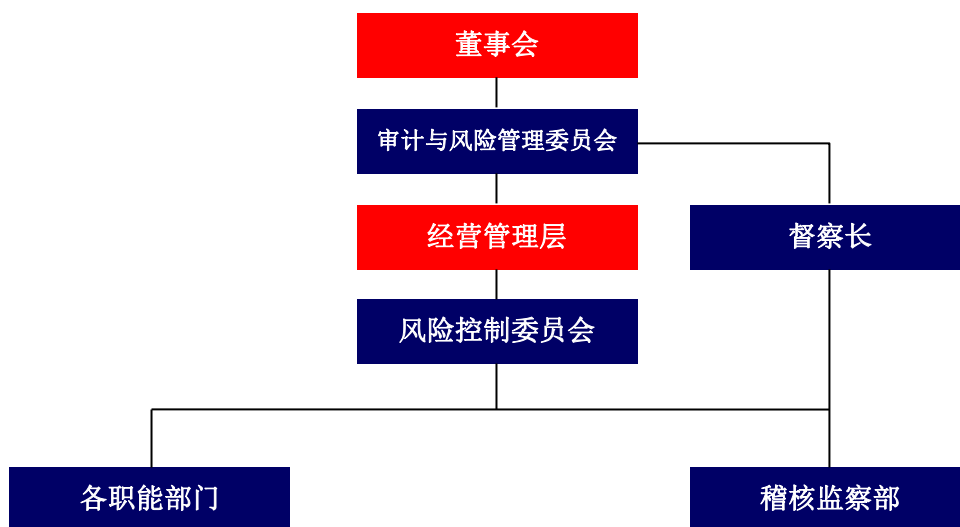 董事会
审计与风险管理委员会
经营管理层
督察长
风险控制委员会
各职能部门
稽核监察部